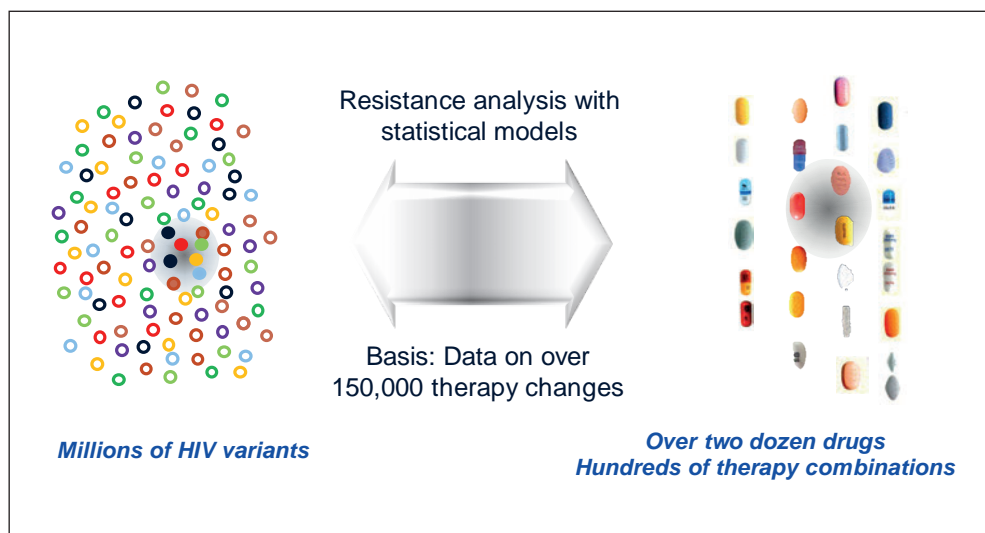 Resistance analysis with
statistical models
Basis: Data on over
150,000 therapy changes
Millions of HIV variants
Over two dozen drugs
Hundreds of therapy combinations